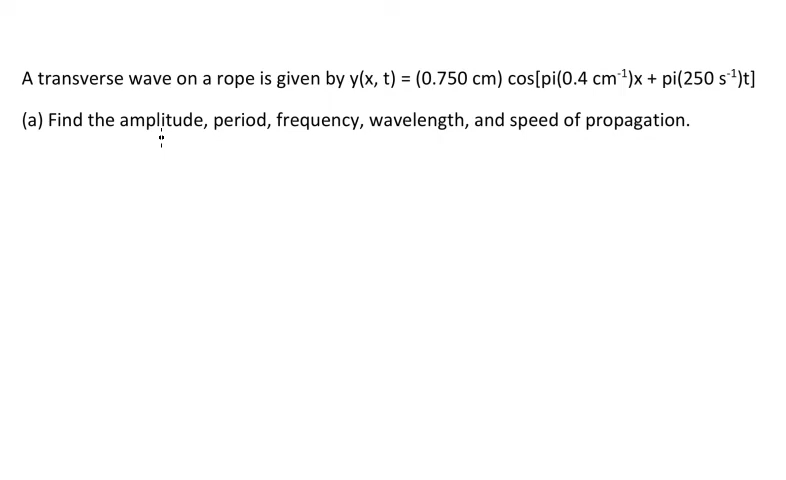 A transverse wave on a rope is given by y(x, t) = (0.750 cm) cos[pi(0.4 cm⁻¹)x + pi(250 s⁻¹)t]
(a) Find the amplitude, period, frequency, wavelength, and speed of propagation.